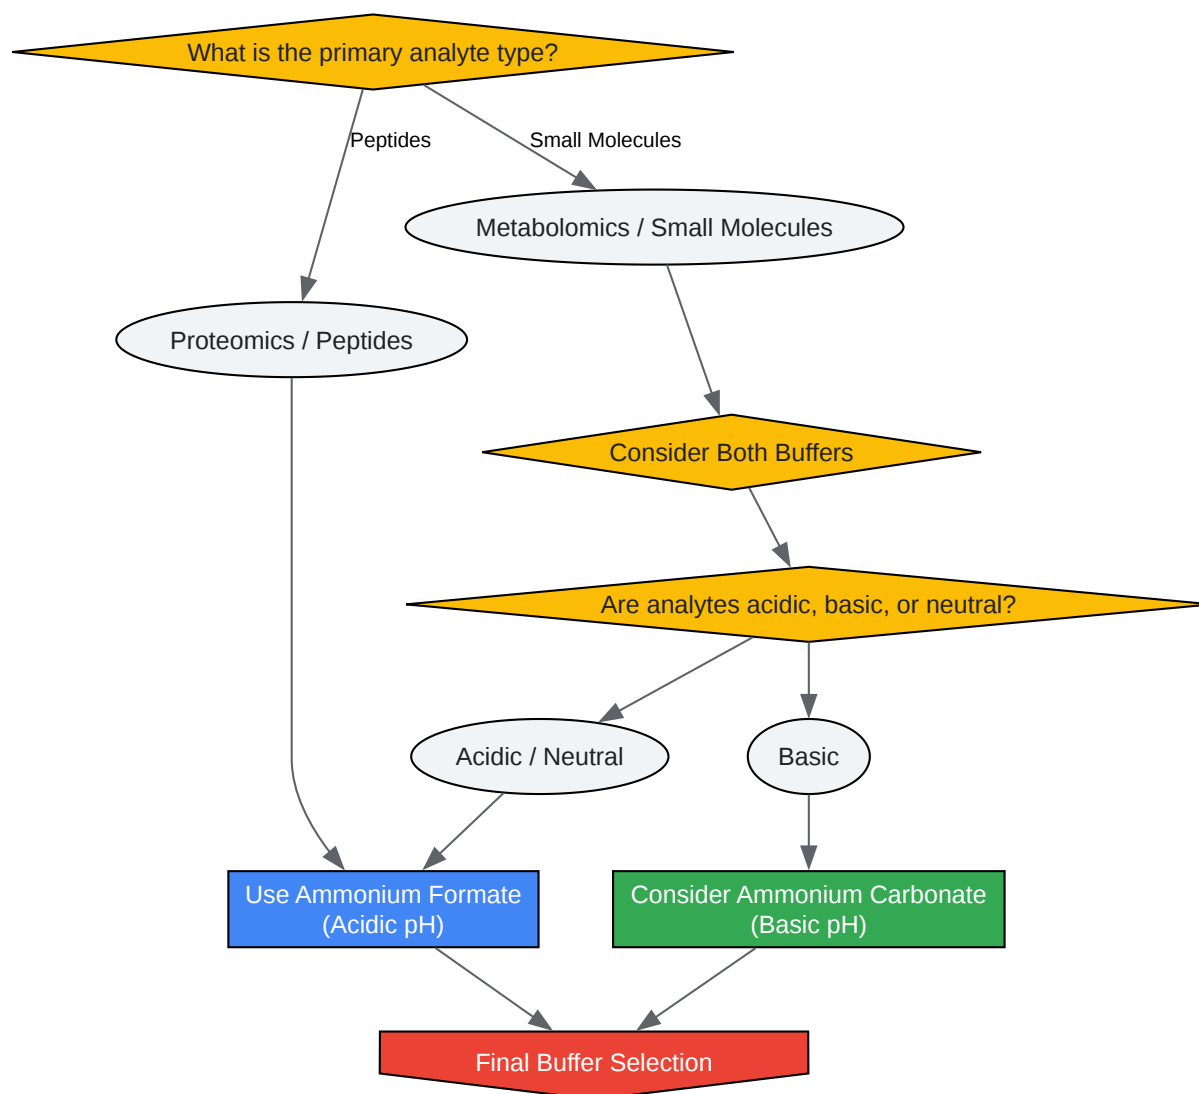 What is the primary analyte type?
Peptides
Small Molecules
Metabolomics / Small Molecules
Proteomics / Peptides
Consider Both Buffers
Are analytes acidic, basic, or neutral?
Acidic / Neutral
Basic
Use Ammonium Formate
(Acidic pH)
Consider Ammonium Carbonate
(Basic pH)
Final Buffer Selection